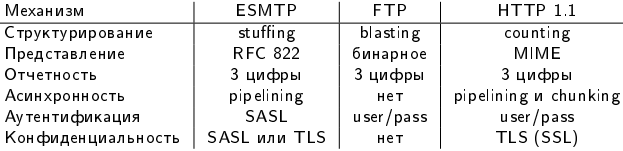 Механизм ESMTP FTP HTTP 1.1
Структурирование stuffing blasting counting
Представление RFC 822 бинарное MIME
Отчетность 3 цифры 3 цифры 3 цифры
Асинхронность pipelining нет pipelining и chunking
Аутентификация SASL user/pass user/pass
Конфиденциальность SASL или TLS нет TLS (SSL)